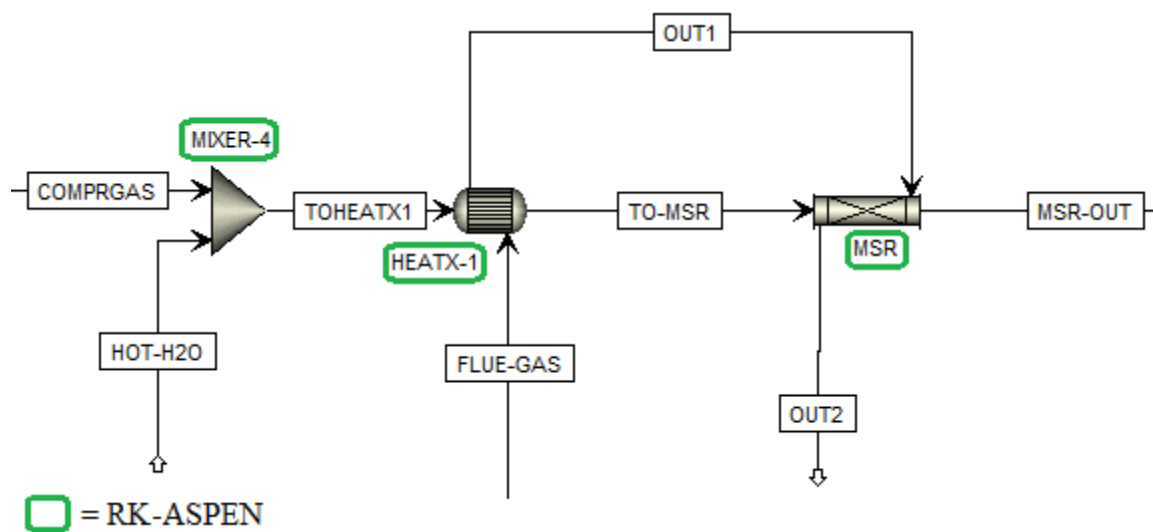 OUT1
MIXER-4
COMPRGAS
TOHEATX1
TO-MSR
MSR-OUT
HEATX-1
MSR
HOT-H2O
FLUE-GAS
OUT2
= RK-ASPEN